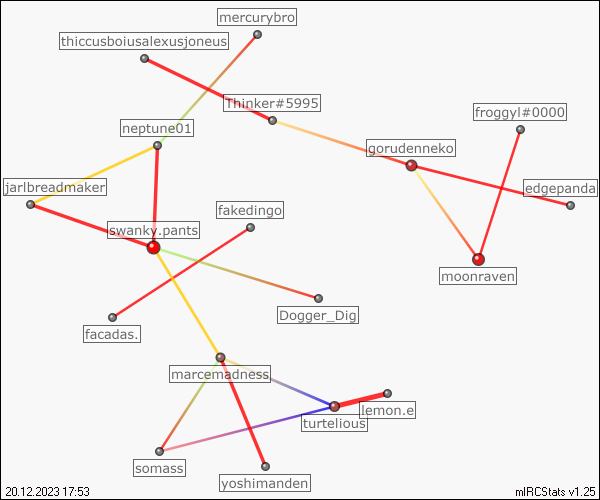 mercurybro
thiccusboiusalexusjoneus
Thinker#5995
froggyl#0000
neptune01
gorudenneko
jarlbreadmaker
edgepanda
fakedingo
swanky.pants
moonraven
Dogger_Dig
facadas.
marcemadness
lemon.e
turtelious
somass
yoshimanden
20.12.2023 17:53
mIRCStats v1.25